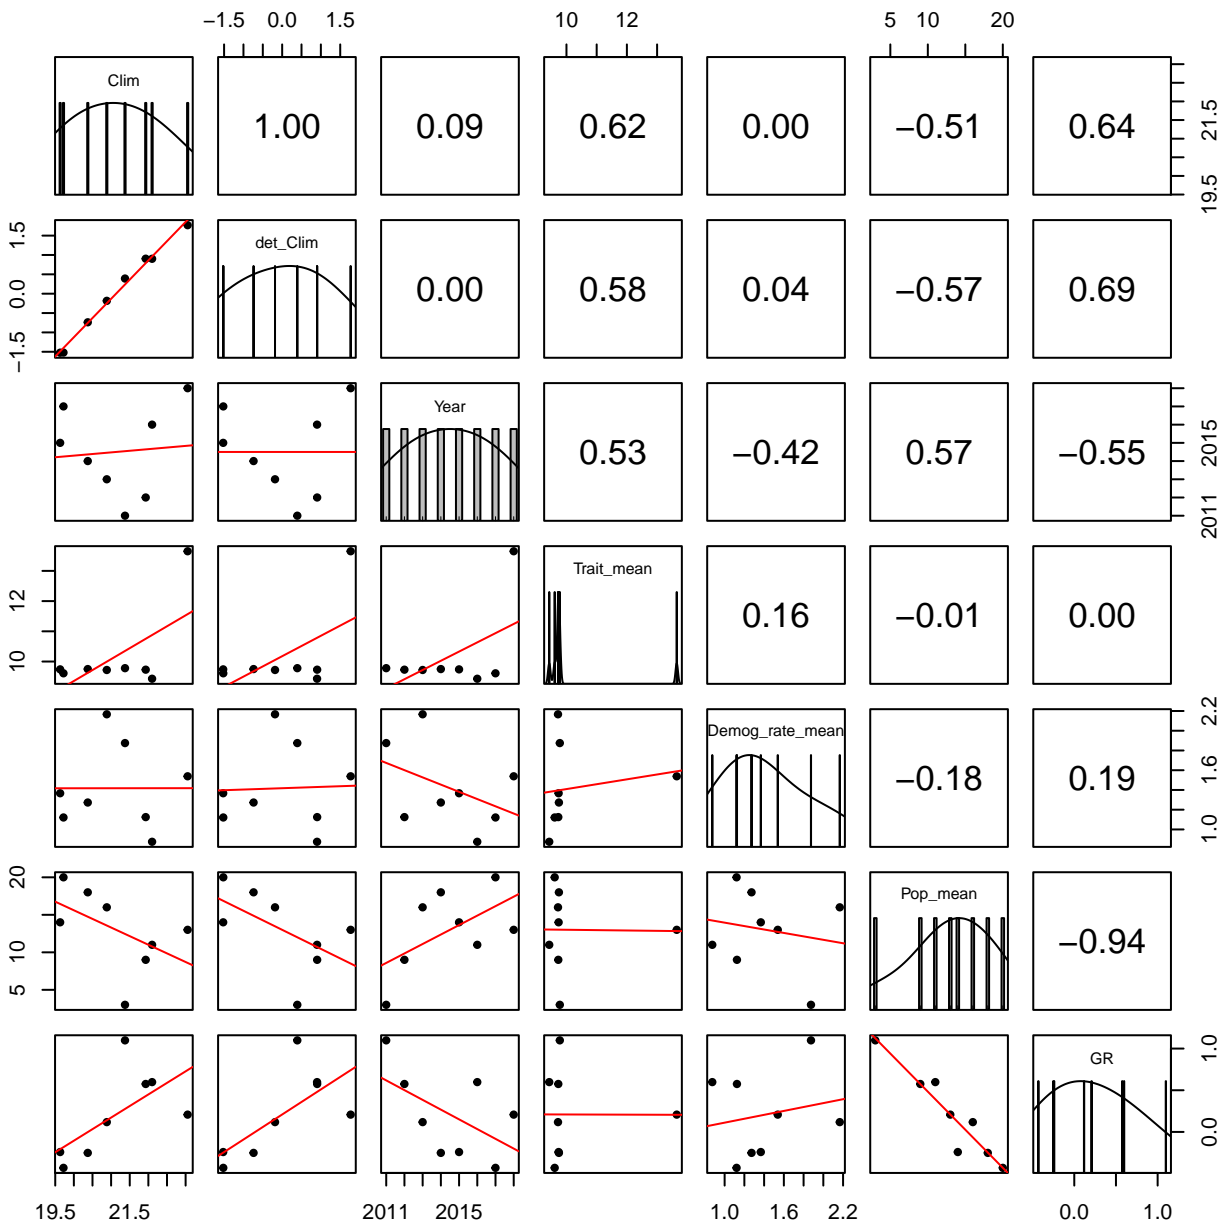 −1.5 0.0 1.5 10 12 5 10 20
Clim 1.00 0.09 0.62 0.00 −0.51 0.64 19.5 21.5
−1.5 0.0 1.5 det_Clim 0.00 0.58 0.04 −0.57 0.69
Year 0.53 −0.42 0.57 −0.55 2011 2015
10 12 Trait_mean 0.16 −0.01 0.00
Demog_rate_mean −0.18 0.19 1.0 1.6 2.2
5 10 20 Pop_mean −0.94
GR 0.0 1.0
19.5 21.5 2011 2015 1.0 1.6 2.2 0.0 1.0